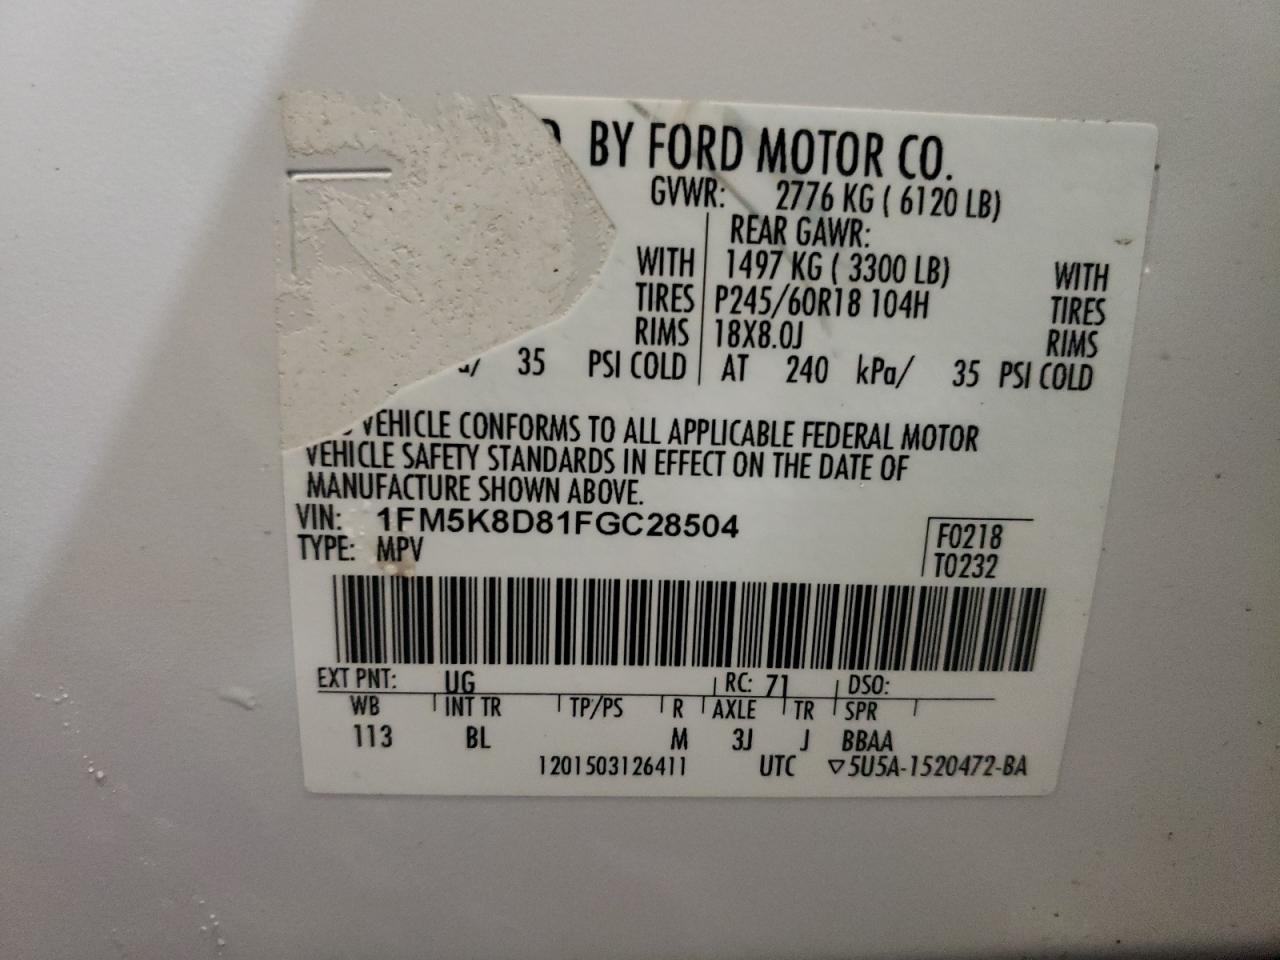 BY FORD MOTOR CO.
GVWR: 2776 KG ( 6120 LB)
REAR GAWR:
WITH 1497 KG ( 3300 LB) WITH
TIRES P245/60R18 104H TIRES
RIMS 18X8.0J RIMS
35 PSI COLD AT 240 kPa/ 35 PSI COLD
VEHICLE CONFORMS TO ALL APPLICABLE FEDERAL MOTOR
VEHICLE SAFETY STANDARDS IN EFFECT ON THE DATE OF
MANUFACTURE SHOWN ABOVE.
VIN: 1FM5K8D81FGC28504
TYPE: MPV
F0218
T0232
EXT PNT: UG RC: 71 DSO:
WB INT TR TP/PS R AXLE TR SPR
113 BL M 3J J BBAA
1201503126411 UTC ▽5U5A-1520472-BA